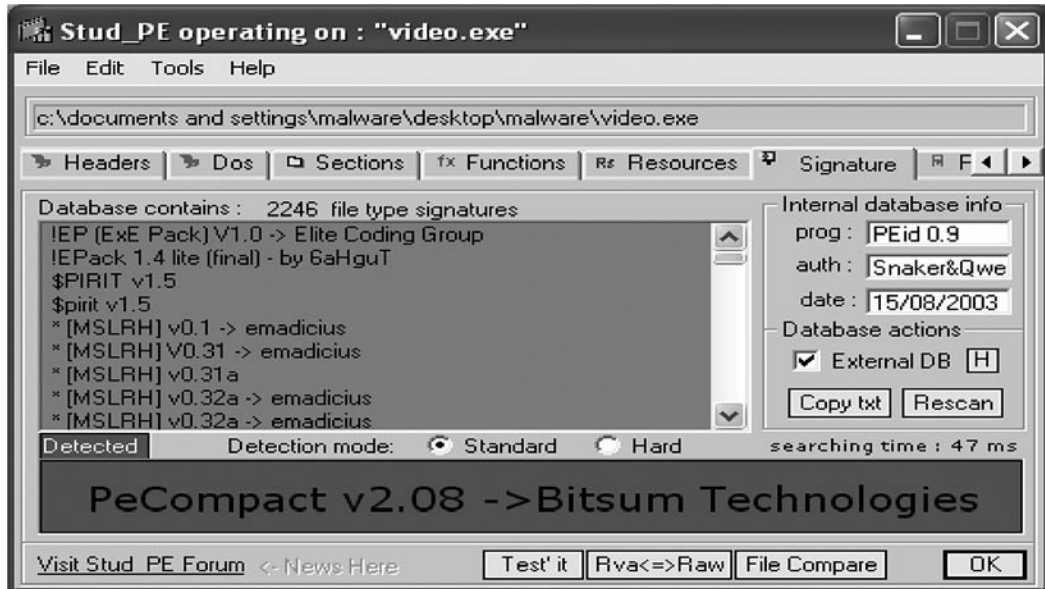 Stud_PE operating on : "video.exe"
File Edit Tools Help
c:\documents and settings\malware\desktop\malware\video.exe
Headers Dos Sections fx Functions Rs Resources Signature F
Database contains : 2246 file type signatures
!EP (ExE Pack) V1.0 -> Elite Coding Group
!EPack 1.4 lite (final) - by 6aHguT
$PIRIT v1.5
$pirit v1.5
* [MSLRH] v0.1 -> emadicius
* [MSLRH] V0.31 -> emadicius
* [MSLRH] v0.31a
* [MSLRH] v0.32a -> emadicius
* [MSLRH] v0.32a -> emadicius
Internal database info
prog : PEid 0.9
auth : Snaker&Qwe
date : 15/08/2003
Database actions
External DB H
Copy txt Rescan
Detected Detection mode: Standard Hard searching time : 47 ms
PeCompact v2.08 ->Bitsum Technologies
Visit Stud_PE Forum <- News Here Test' it Rva<=>Raw File Compare OK